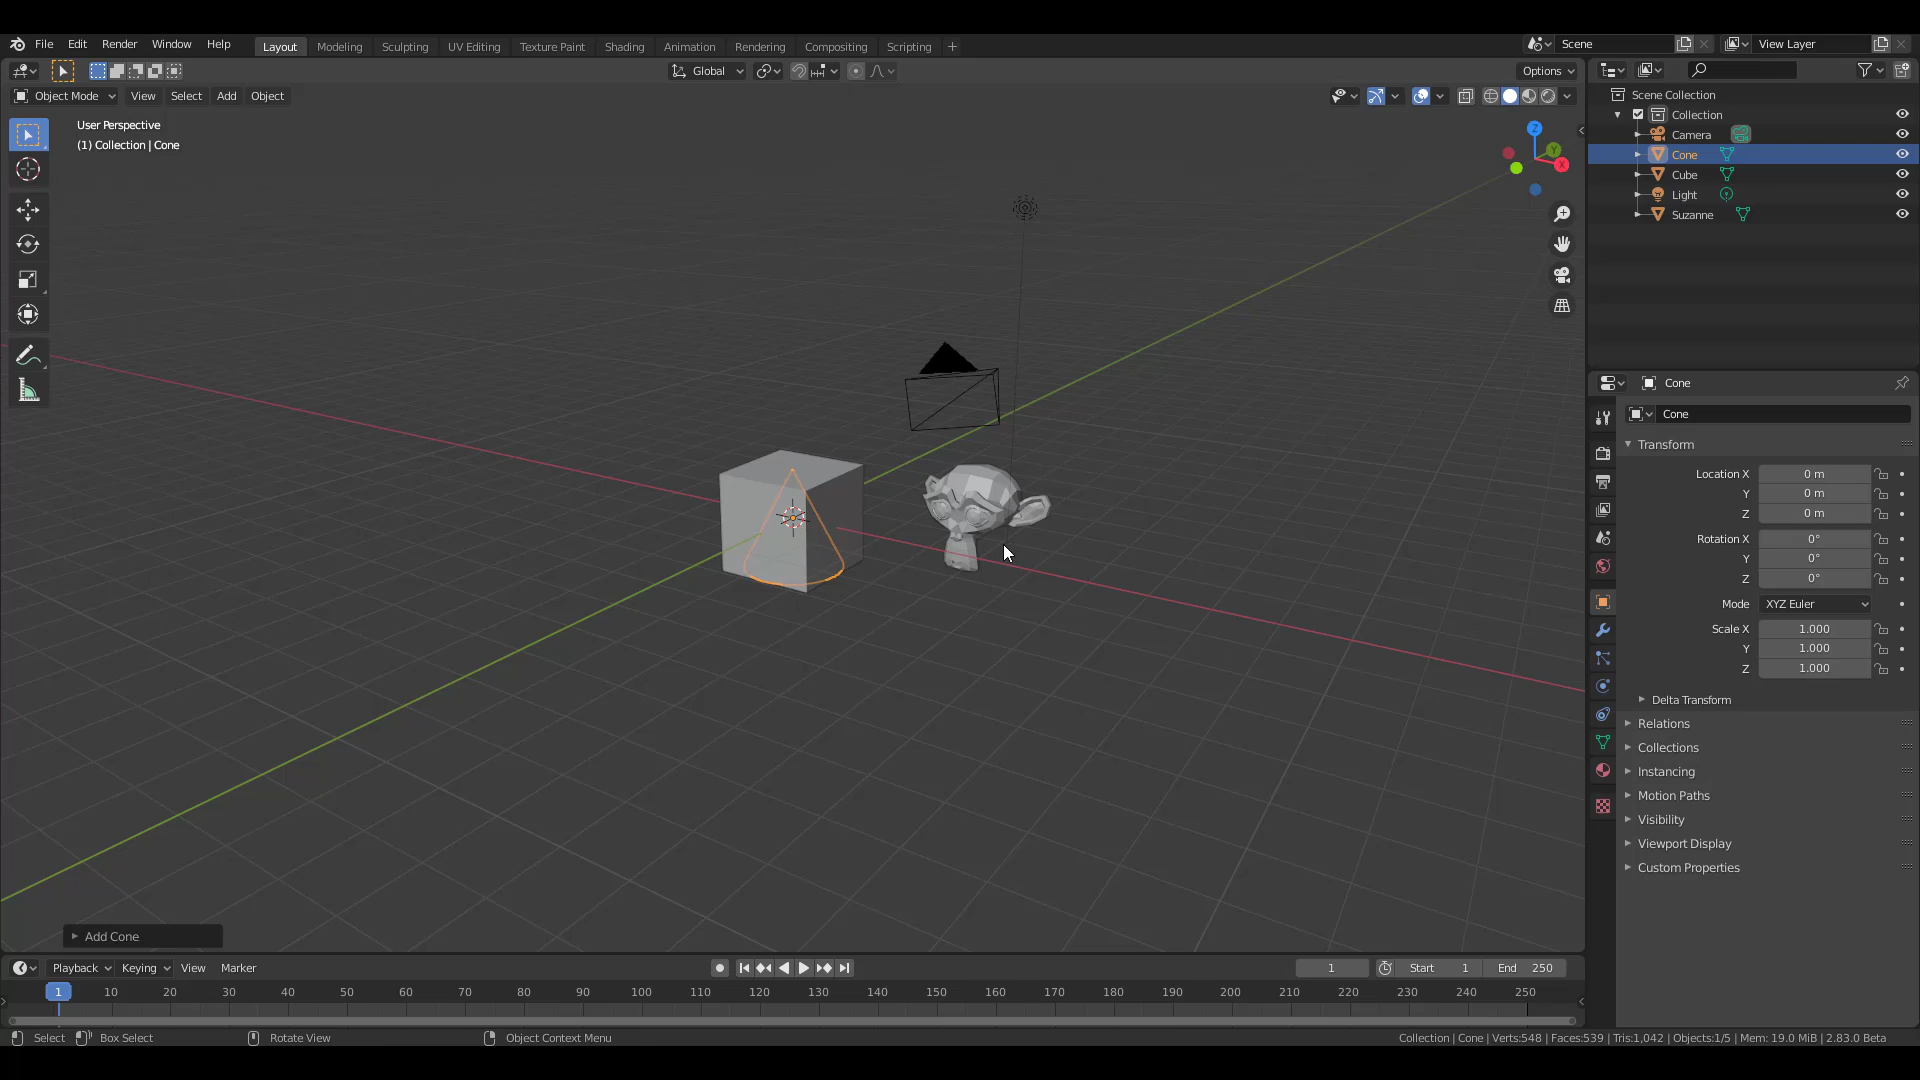 File Edit Render Window Help Layout Modeling Sculpting UV Editing Texture Paint Shading Animation Rendering Compositing Scripting + Scene View Layer
Global Options
Object Mode View Select Add Object
User Perspective
(1) Collection | Cone
Z
Y
X
Scene Collection
Collection
Camera
Cone
Cube
Light
Suzanne
Cone
Cone
Transform
Location X 0 m
Y 0 m
Z 0 m
Rotation X 0°
Y 0°
Z 0°
Mode XYZ Euler
Scale X 1.000
Y 1.000
Z 1.000
Delta Transform
Relations
Collections
Instancing
Motion Paths
Visibility
Viewport Display
Custom Properties
Add Cone
Playback Keying View Marker 1 Start 1 End 250
1 10 20 30 40 50 60 70 80 90 100 110 120 130 140 150 160 170 180 190 200 210 220 230 240 250
Select Box Select Rotate View Object Context Menu Collection | Cone | Verts:548 | Faces:539 | Tris:1,042 | Objects:1/5 | Mem: 19.0 MiB | 2.83.0 Beta